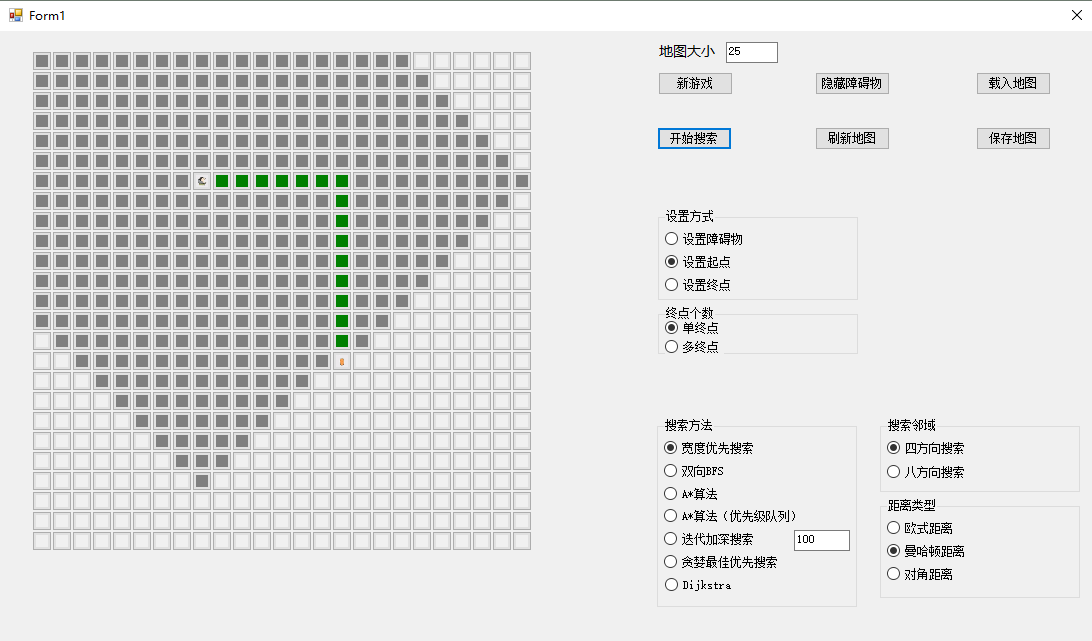 Form1
地图大小 25
新游戏 隐藏障碍物 载入地图
开始搜索 刷新地图 保存地图
设置方式
设置障碍物
设置起点
设置终点
终点个数
单终点
多终点
搜索方法
宽度优先搜索
双向BFS
A*算法
A*算法（优先级队列）
迭代加深搜索 100
贪婪最佳优先搜索
Dijkstra
搜索邻域
四方向搜索
八方向搜索
距离类型
欧式距离
曼哈顿距离
对角距离